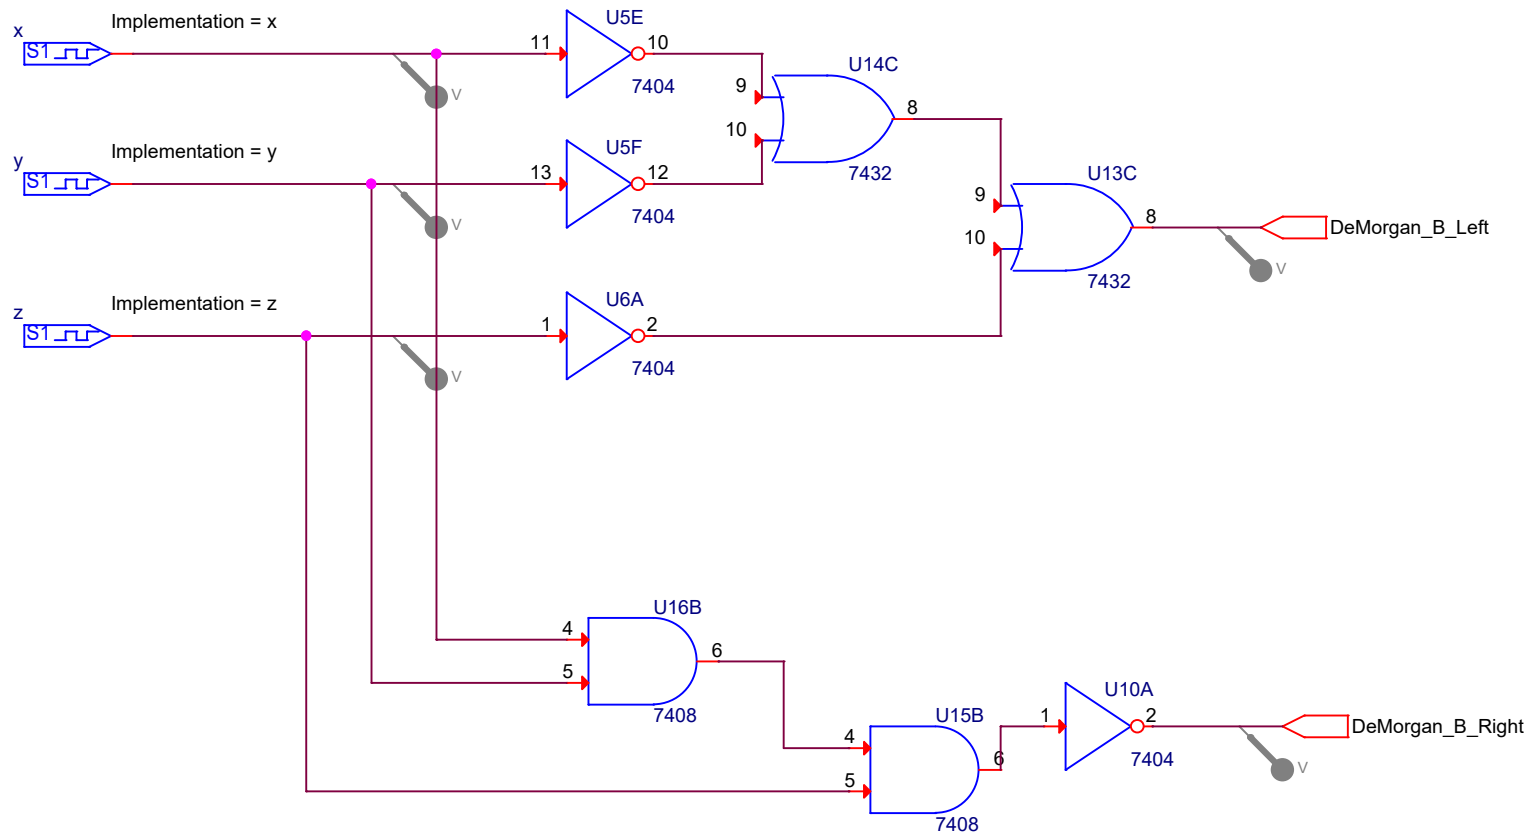 x
S1
Implementation = x
11
U5E
10
7404
9
10
U14C
8
7432
y
S1
Implementation = y
13
U5F
12
7404
9
10
U13C
8
7432
DeMorgan_B_Left
z
S1
Implementation = z
1
U6A
2
7404
V
V
V
V
4
5
U16B
6
7408
4
5
U15B
6
7408
1
U10A
2
7404
DeMorgan_B_Right
V